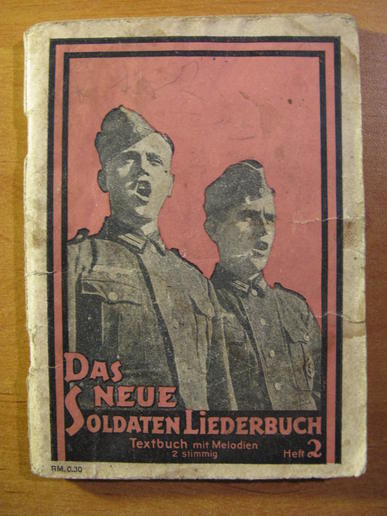 DAS
NEUE
SOLDATEN LIEDERBUCH
Textbuch mit Melodien
2 stimmig
Heft 2
RM. 0.30